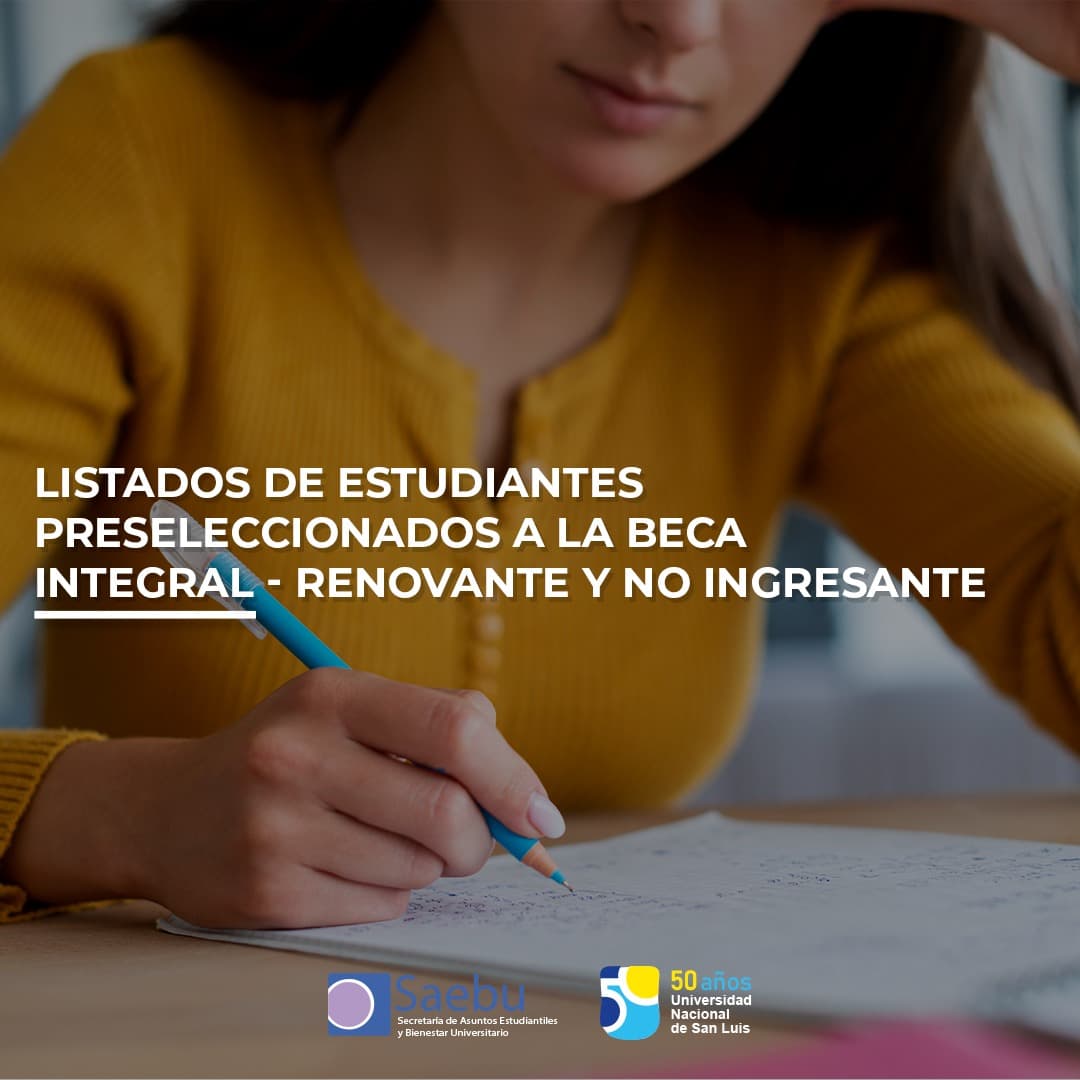 LISTADOS DE ESTUDIANTES
PRESELECCIONADOS A LA BECA
INTEGRAL - RENOVANTE Y NO INGRESANTE
Saebu
Secretaría de Asuntos Estudiantiles
y Bienestar Universitario
50 años
Universidad
Nacional
de San Luis